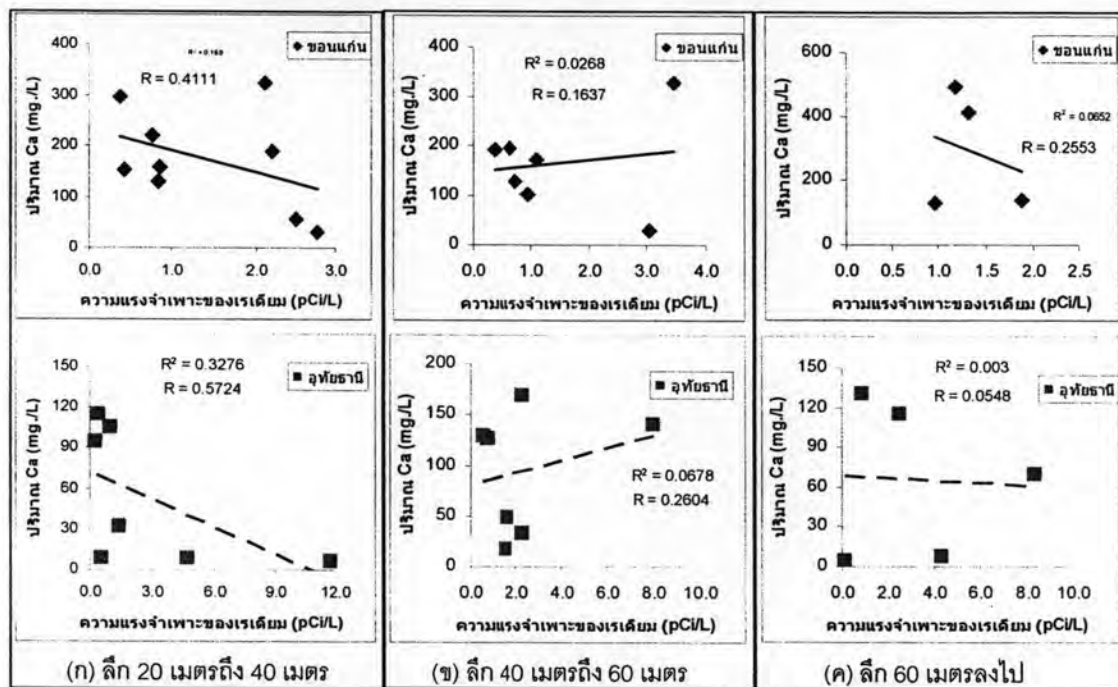 400
300
200
100
0
ปริมาณ Ca (mg./L)
R = 0.4111
ขอนแก่น
0.0 1.0 2.0 3.0
ความแรงจำเพาะของเรเดียม (pCi/L)
400
300
200
100
0
ปริมาณ Ca (mg./L)
R² = 0.0268
R = 0.1637
ขอนแก่น
0.0 1.0 2.0 3.0 4.0
ความแรงจำเพาะของเรเดียม (pCi/L)
600
400
200
0
ปริมาณ Ca (mg./L)
ขอนแก่น
R² = 0.0652
R = 0.2553
0.0 0.5 1.0 1.5 2.0 2.5
ความแรงจำเพาะของเรเดียม (pCi/L)
150
120
90
60
30
0
ปริมาณ Ca (mg./L)
R² = 0.3276
R = 0.5724
อุทัยธานี
0.0 3.0 6.0 9.0 12.0
ความแรงจำเพาะของเรเดียม (pCi/L)
(ก) ลึก 20 เมตรถึง 40 เมตร
200
150
100
50
0
ปริมาณ Ca (mg./L)
อุทัยธานี
R² = 0.0678
R = 0.2604
0.0 2.0 4.0 6.0 8.0 10.0
ความแรงจำเพาะของเรเดียม (pCi/L)
(ข) ลึก 40 เมตรถึง 60 เมตร
150
120
90
60
30
0
ปริมาณ Ca (mg./L)
R² = 0.003
R = 0.0548
อุทัยธานี
0.0 2.0 4.0 6.0 8.0 10.0
ความแรงจำเพาะของเรเดียม (pCi/L)
(ค) ลึก 60 เมตรลงไป